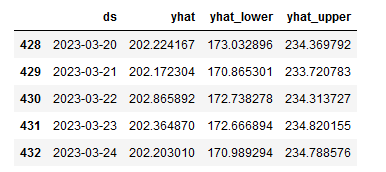 ds yhat yhat_lower yhat_upper
428 2023-03-20 202.224167 173.032896 234.369792
429 2023-03-21 202.172304 170.865301 233.720783
430 2023-03-22 202.865892 172.738278 234.313727
431 2023-03-23 202.364870 172.666894 234.820155
432 2023-03-24 202.203010 170.989294 234.788576